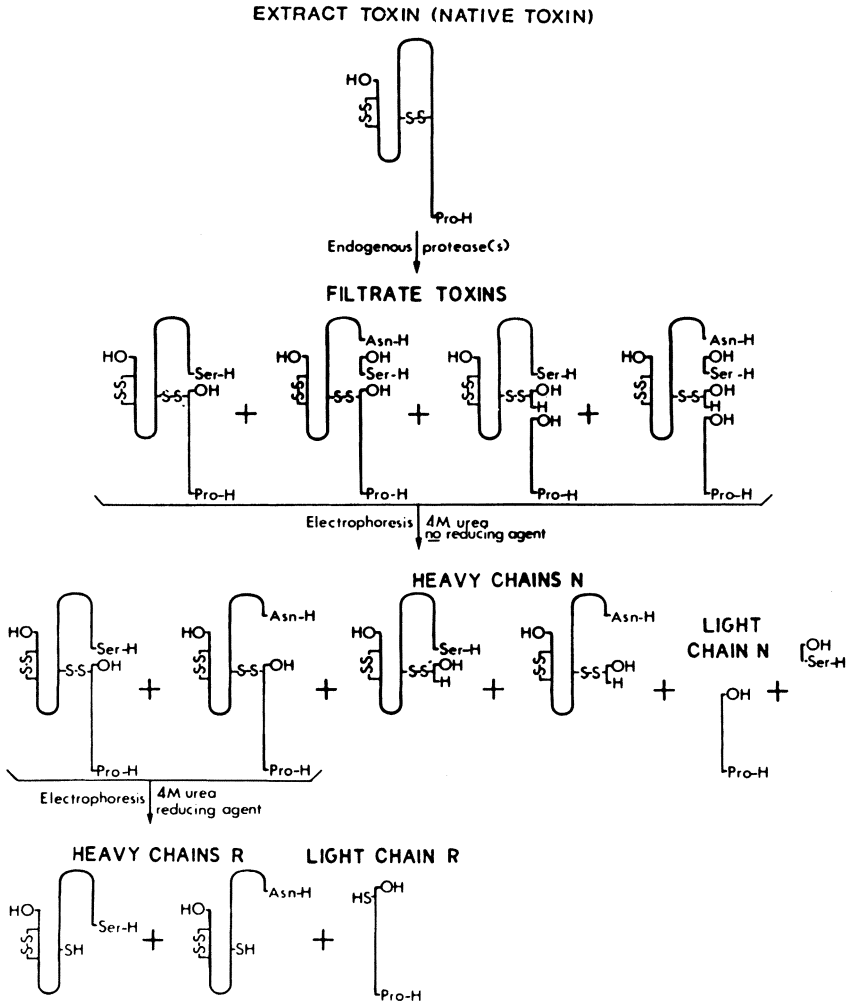 EXTRACT TOXIN (NATIVE TOXIN)
HO
S-S
S-S
Pro-H
Endogenous protease(s)
FILTRATE TOXINS
HO
S-S
S-S
Ser-H
OH
Pro-H
+
HO
S-S
S-S
Asn-H
OH
Ser-H
OH
Pro-H
+
HO
S-S
S-S
Ser-H
OH
H
OH
Pro-H
+
HO
S-S
S-S
Asn-H
OH
Ser-H
OH
H
OH
Pro-H
Electrophoresis 4M urea
no reducing agent
HEAVY CHAINS N
HO
S-S
S-S
Ser-H
OH
Pro-H
+
HO
S-S
S-S
Asn-H
OH
Pro-H
+
HO
S-S
S-S
Ser-H
OH
H
+
HO
S-S
S-S
Asn-H
OH
H
+
LIGHT
CHAIN N
OH
Pro-H
+
OH
Ser-H
Electrophoresis 4M urea
reducing agent
HEAVY CHAINS R
LIGHT CHAIN R
HO
S-S
SH
Ser-H
+
HO
S-S
SH
Asn-H
+
OH
HS
Pro-H